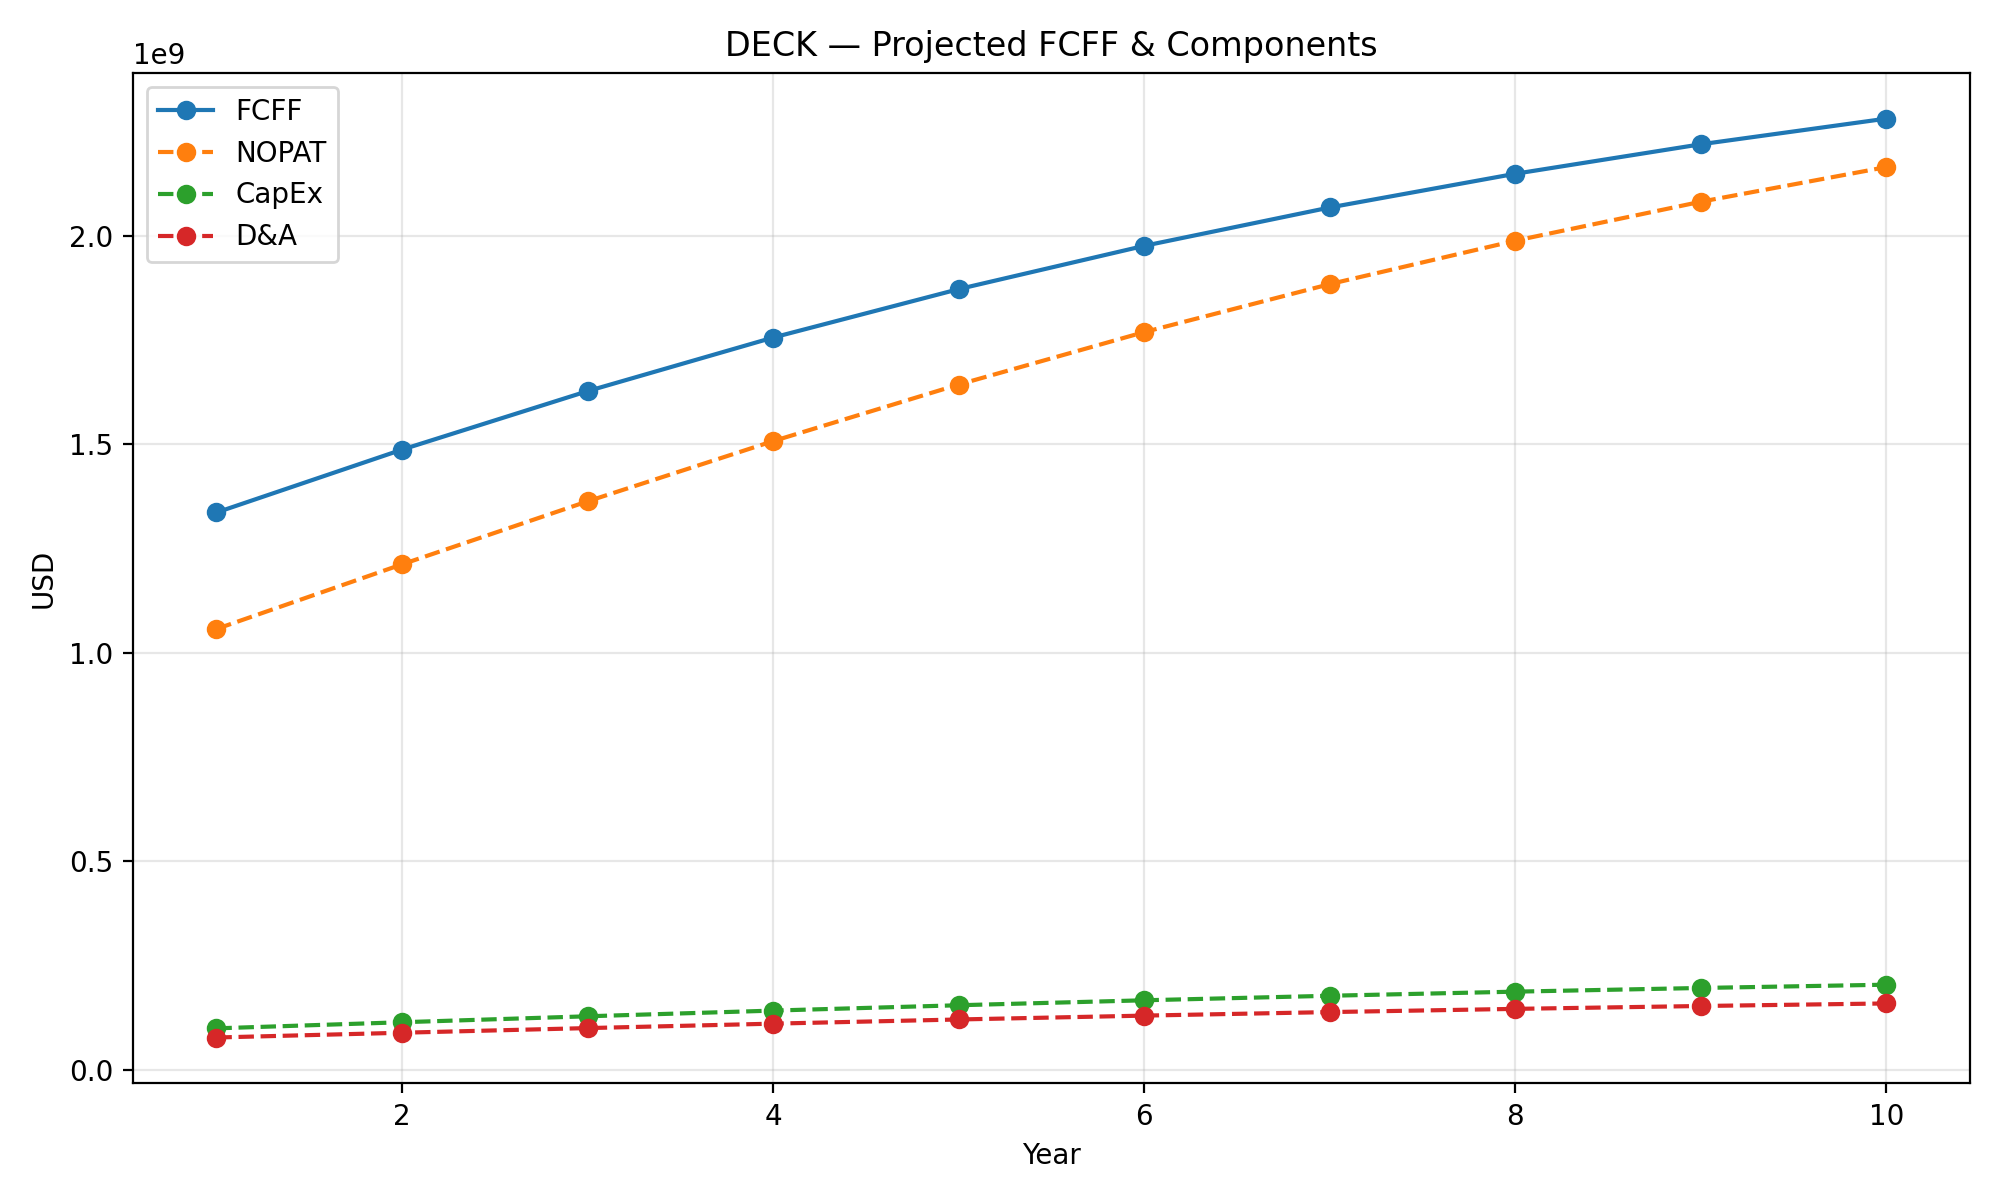 DECK — Projected FCFF & Components
1e9
FCFF
NOPAT
CapEx
D&A
2.0
1.5
1.0
0.5
0.0
USD
2
4
6
8
10
Year